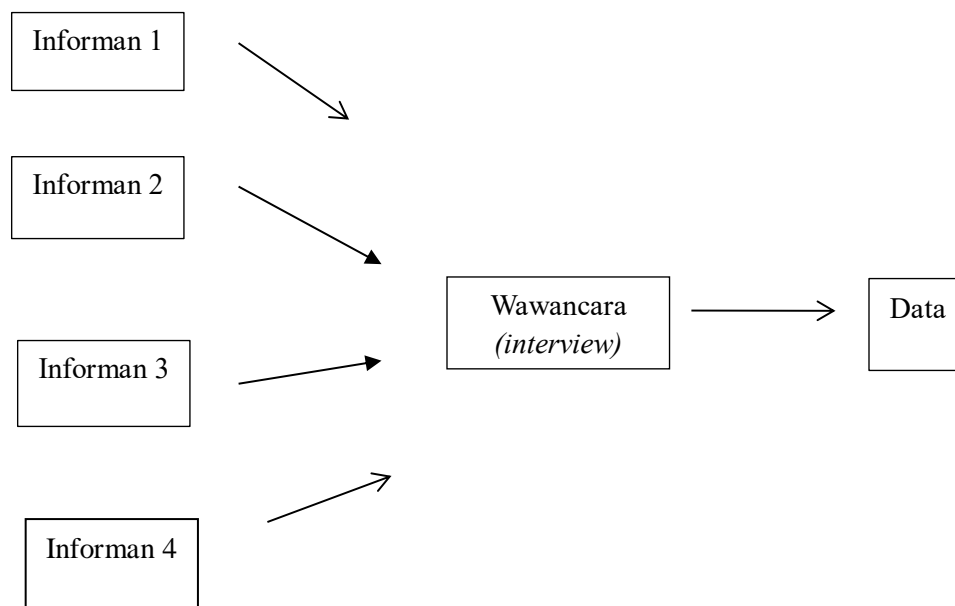 Informan 1
Informan 2
Wawancara
(interview)
Data
Informan 3
Informan 4